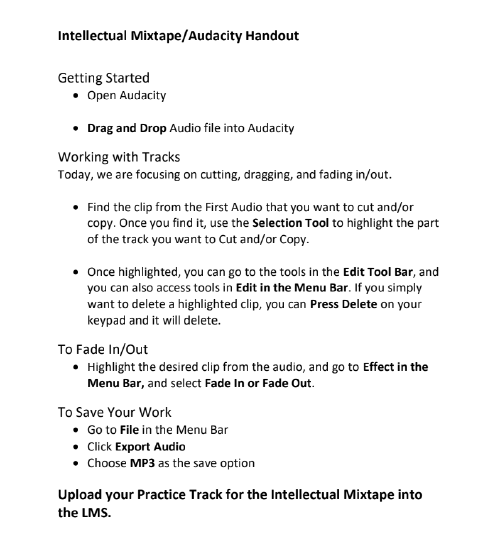 Intellectual Mixtape/Audacity Handout
Getting Started
• Open Audacity
• Drag and Drop Audio file into Audacity
Working with Tracks
Today, we are focusing on cutting, dragging, and fading in/out.
• Find the clip from the First Audio that you want to cut and/or
copy. Once you find it, use the Selection Tool to highlight the part
of the track you want to Cut and/or Copy.
• Once highlighted, you can go to the tools in the Edit Tool Bar, and
you can also access tools in Edit in the Menu Bar. If you simply
want to delete a highlighted clip, you can Press Delete on your
keypad and it will delete.
To Fade In/Out
• Highlight the desired clip from the audio, and go to Effect in the
Menu Bar, and select Fade In or Fade Out.
To Save Your Work
• Go to File in the Menu Bar
• Click Export Audio
• Choose MP3 as the save option
Upload your Practice Track for the Intellectual Mixtape into
the LMS.